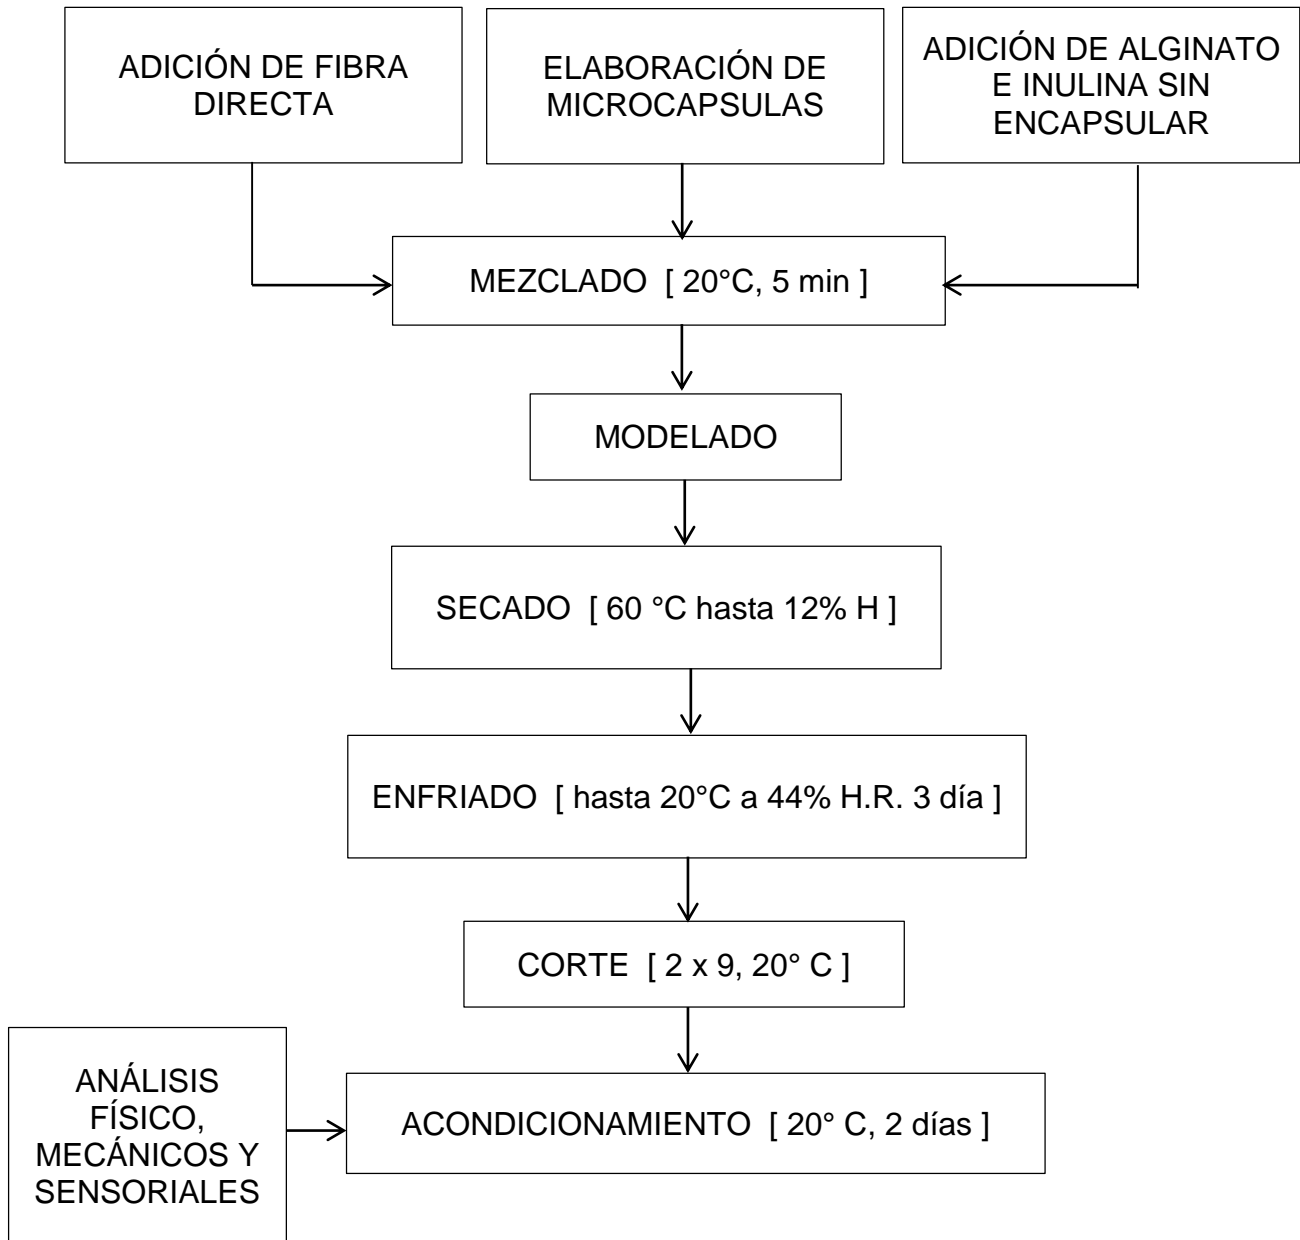 ADICIÓN DE FIBRA
DIRECTA
ELABORACIÓN DE
MICROCAPSULAS
ADICIÓN DE ALGINATO
E INULINA SIN
ENCAPSULAR
MEZCLADO [ 20°C, 5 min ]
MODELADO
SECADO [ 60 °C hasta 12% H ]
ENFRIADO [ hasta 20°C a 44% H.R. 3 día ]
CORTE [ 2 x 9, 20° C ]
ANÁLISIS
FÍSICO,
MECÁNICOS Y
SENSORIALES
ACONDICIONAMIENTO [ 20° C, 2 días ]